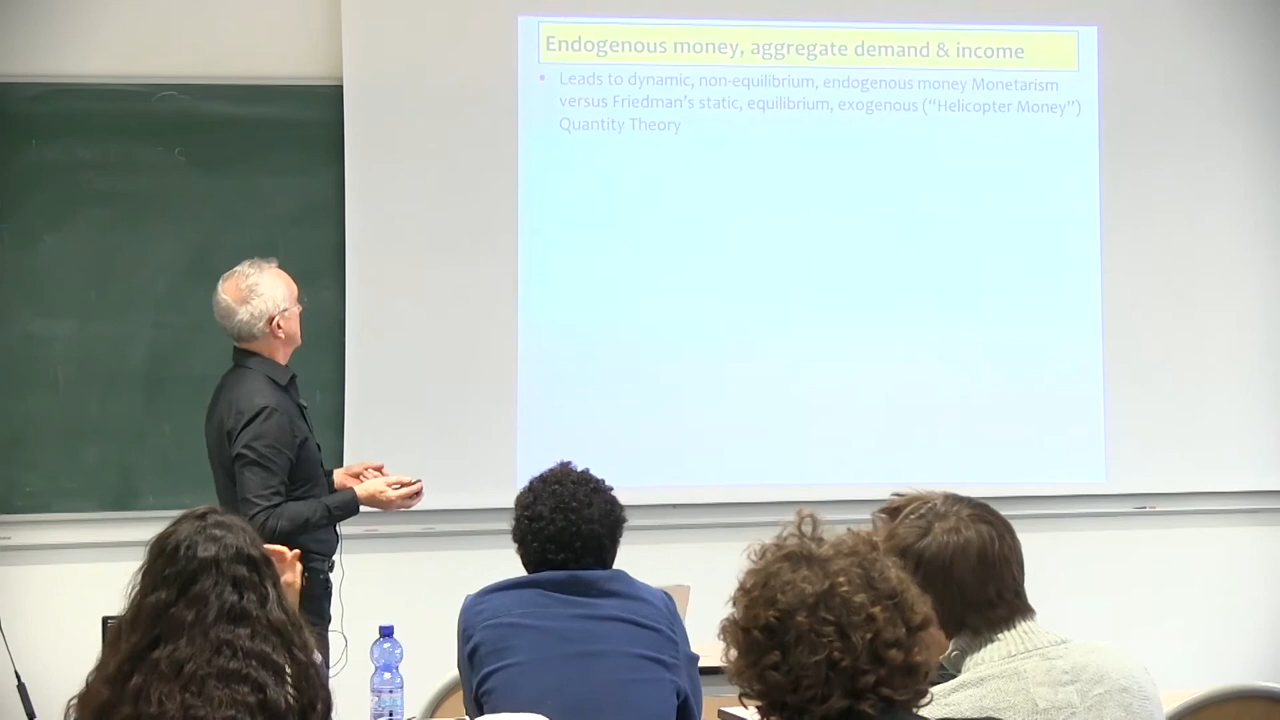 Endogenous money, aggregate demand & income
▪ Leads to dynamic, non-equilibrium, endogenous money Monetarism
versus Friedman's static, equilibrium, exogenous (“Helicopter Money”)
Quantity Theory